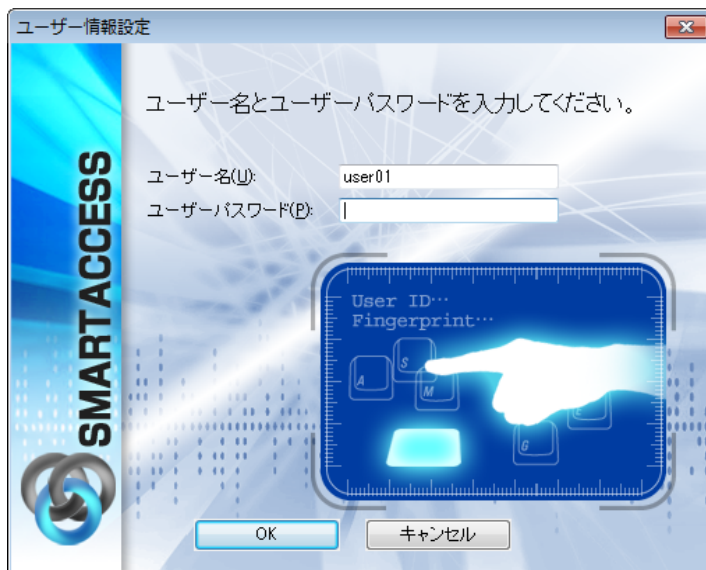 ユーザー情報設定
SMARTACCESS
ユーザー名とユーザーパスワードを入力してください。
ユーザー名(U): user01
ユーザーパスワード(P):
User ID…
Fingerprint…
S
A
M
E
G
OK キャンセル